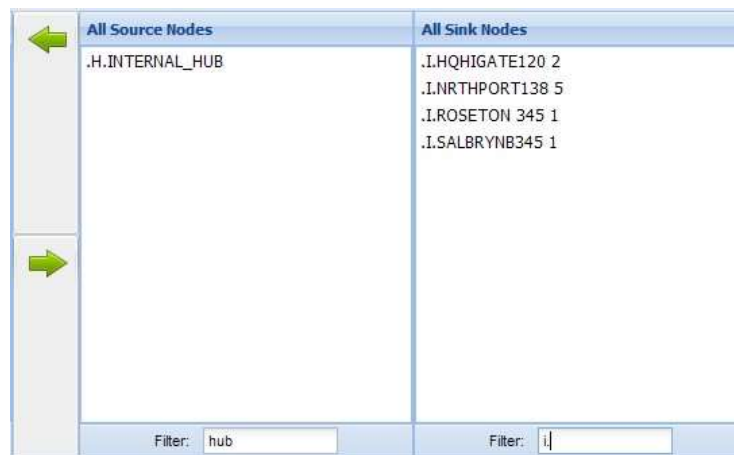 All Source Nodes
.H.INTERNAL_HUB
Filter: hub
All Sink Nodes
.I.HQHIGATE120 2
.I.NRTHPORT138 5
.I.ROSETON 345 1
.I.SALBRYNB345 1
Filter: i.